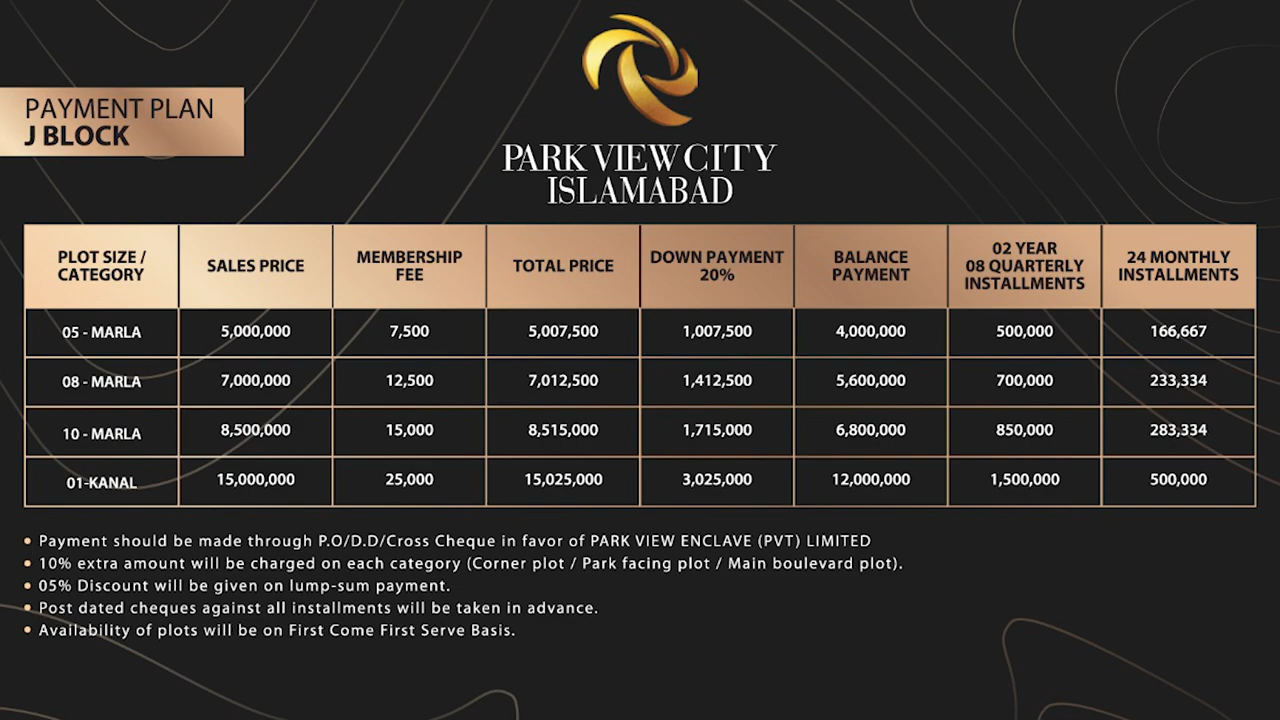 PAYMENT PLAN
J BLOCK
PARK VIEW CITY
ISLAMABAD
PLOT SIZE / CATEGORY SALES PRICE MEMBERSHIP FEE TOTAL PRICE DOWN PAYMENT 20% BALANCE PAYMENT 02 YEAR 08 QUARTERLY INSTALLMENTS 24 MONTHLY INSTALLMENTS
05 - MARLA 5,000,000 7,500 5,007,500 1,007,500 4,000,000 500,000 166,667
08 - MARLA 7,000,000 12,500 7,012,500 1,412,500 5,600,000 700,000 233,334
10 - MARLA 8,500,000 15,000 8,515,000 1,715,000 6,800,000 850,000 283,334
01-KANAL 15,000,000 25,000 15,025,000 3,025,000 12,000,000 1,500,000 500,000
• Payment should be made through P.O/D.D/Cross Cheque in favor of PARK VIEW ENCLAVE (PVT) LIMITED
• 10% extra amount will be charged on each category (Corner plot / Park facing plot / Main boulevard plot).
• 05% Discount will be given on lump-sum payment.
• Post dated cheques against all installments will be taken in advance.
• Availability of plots will be on First Come First Serve Basis.